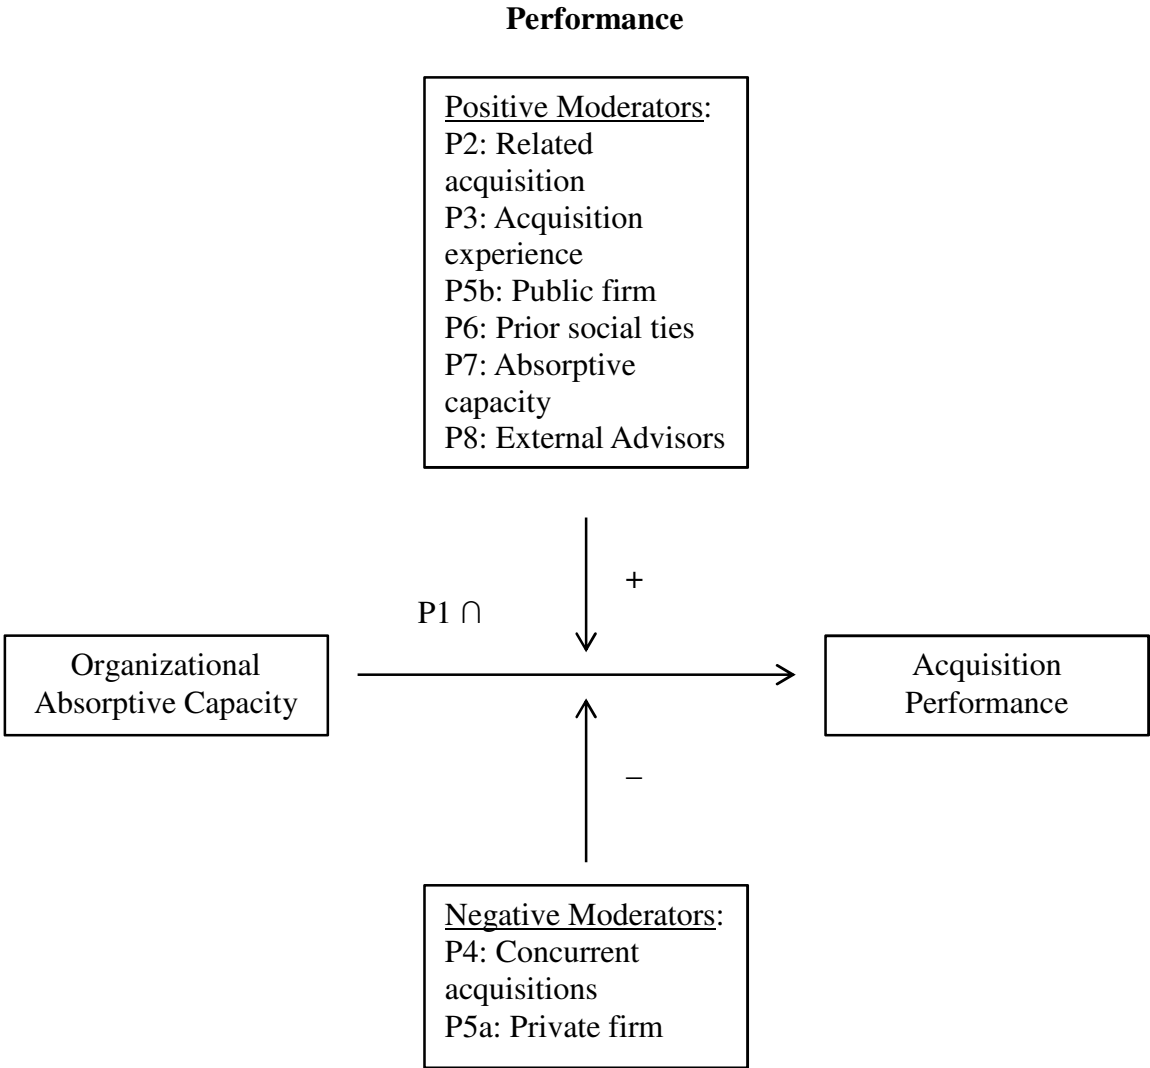 Performance
Positive Moderators:
P2: Related
acquisition
P3: Acquisition
experience
P5b: Public firm
P6: Prior social ties
P7: Absorptive
capacity
P8: External Advisors
+
P1 ∩
Organizational
Absorptive Capacity
Acquisition
Performance
−
Negative Moderators:
P4: Concurrent
acquisitions
P5a: Private firm